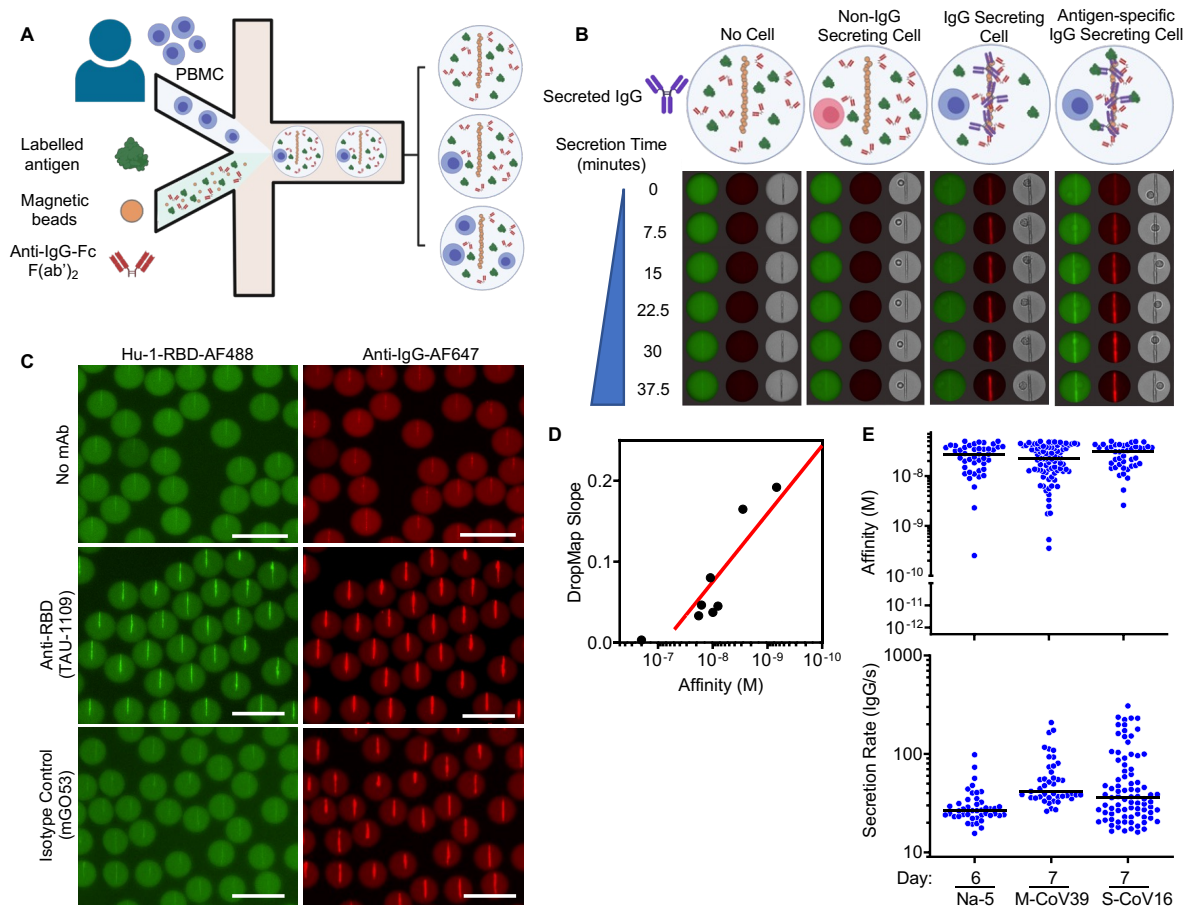 A
PBMC
Labelled
antigen
Magnetic
beads
Anti-IgG-Fc
F(ab')₂
B
No Cell
Non-IgG
Secreting Cell
IgG Secreting
Cell
Antigen-specific
IgG Secreting Cell
Secreted IgG
Secretion Time
(minutes)
0
7.5
15
22.5
30
37.5
C
Hu-1-RBD-AF488
Anti-IgG-AF647
No mAb
Anti-RBD
(TAU-1109)
Isotype Control
(mGO53)
D
DropMap Slope
0.2
0.1
0.0
10⁻⁷
10⁻⁸
10⁻⁹
10⁻¹⁰
Affinity (M)
E
Affinity (M)
10⁻⁸
10⁻⁹
10⁻¹⁰
10⁻¹¹
10⁻¹²
Secretion Rate (IgG/s)
1000
100
10
Day: 6 7 7
Na-5 M-CoV39 S-CoV16